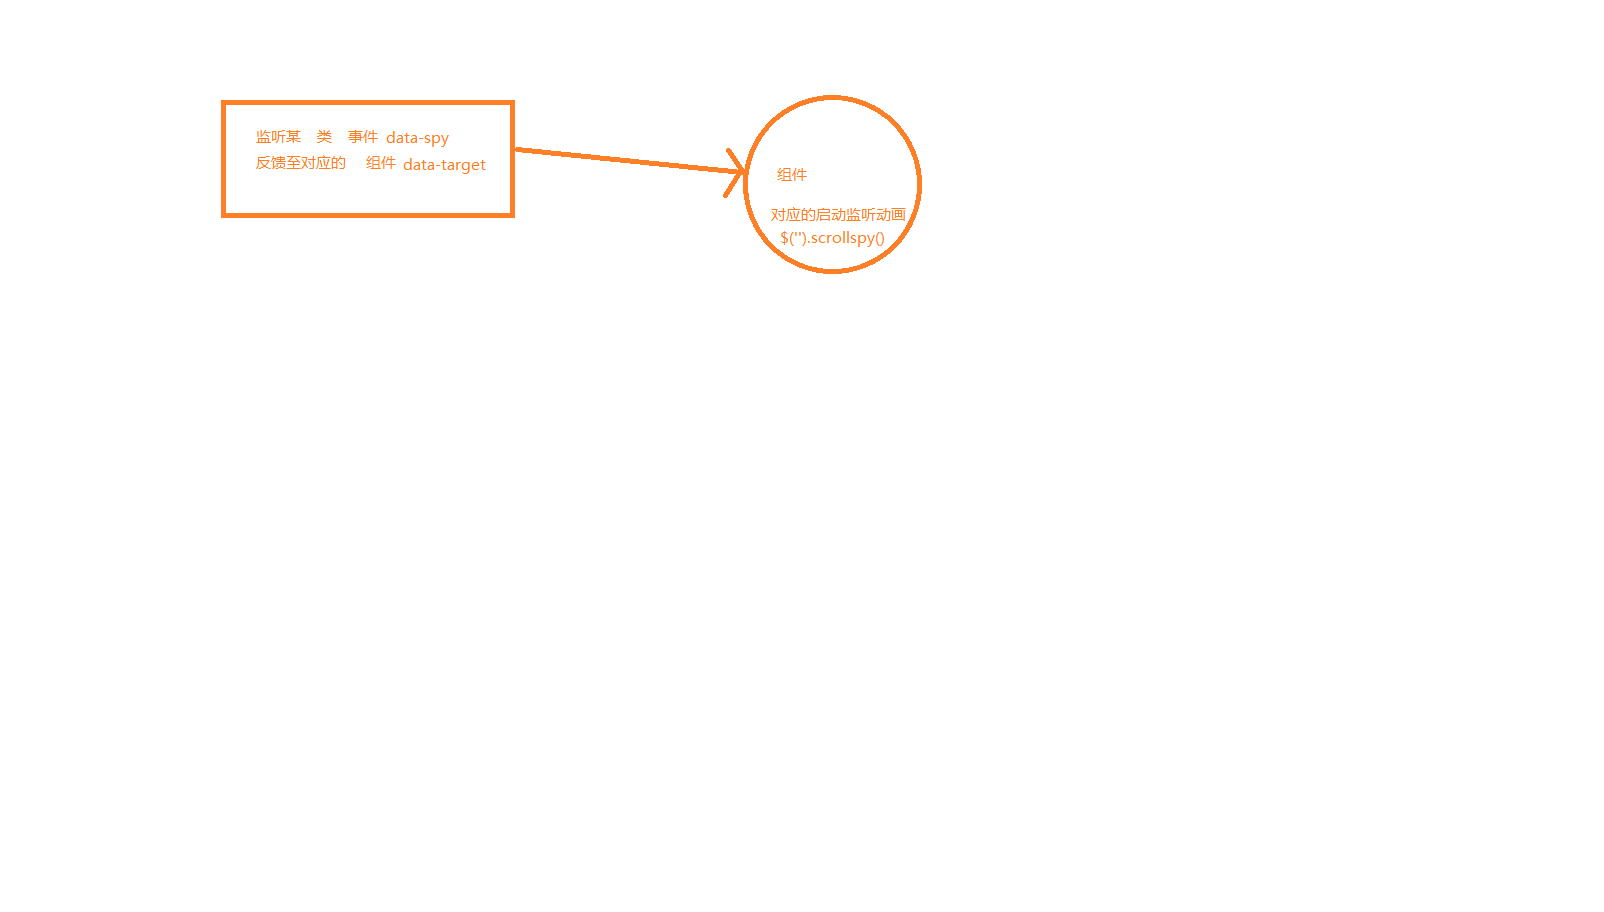 监听某 类 事件 data-spy
反馈至对应的 组件 data-target
组件
对应的启动监听动画
$('').scrollspy()